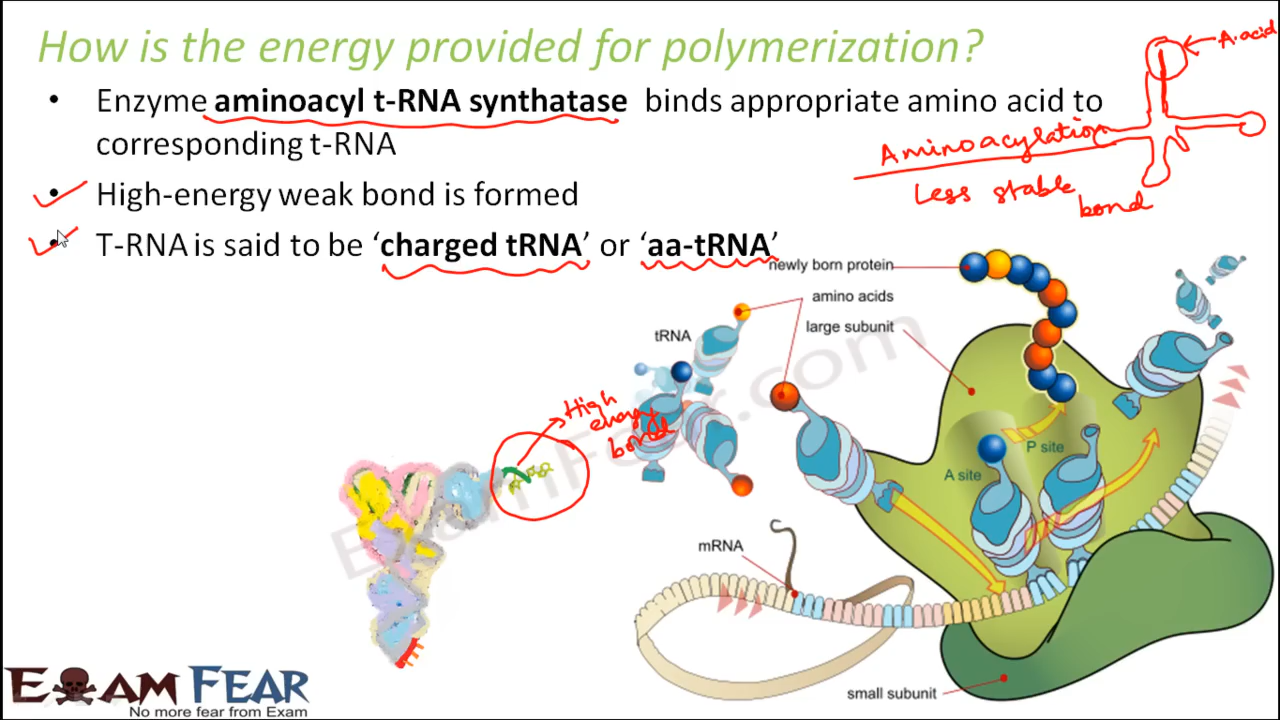 How is the energy provided for polymerization?
• Enzyme aminoacyl t-RNA synthatase binds appropriate amino acid to
corresponding t-RNA
• High-energy weak bond is formed
• T-RNA is said to be ‘charged tRNA’ or ‘aa-tRNA’
A.acid
Aminoacylation
Less stable
bond
newly born protein
amino acids
large subunit
tRNA
High
energy
bond
P site
A site
mRNA
small subunit
ExamFear.com
EXAM FEAR
No more fear from Exam